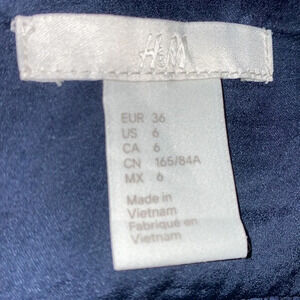 H&M
EUR 36
US 6
CA 6
CN 165/84A
MX 6
Made in
Vietnam
Fabriqué en
Vietnam